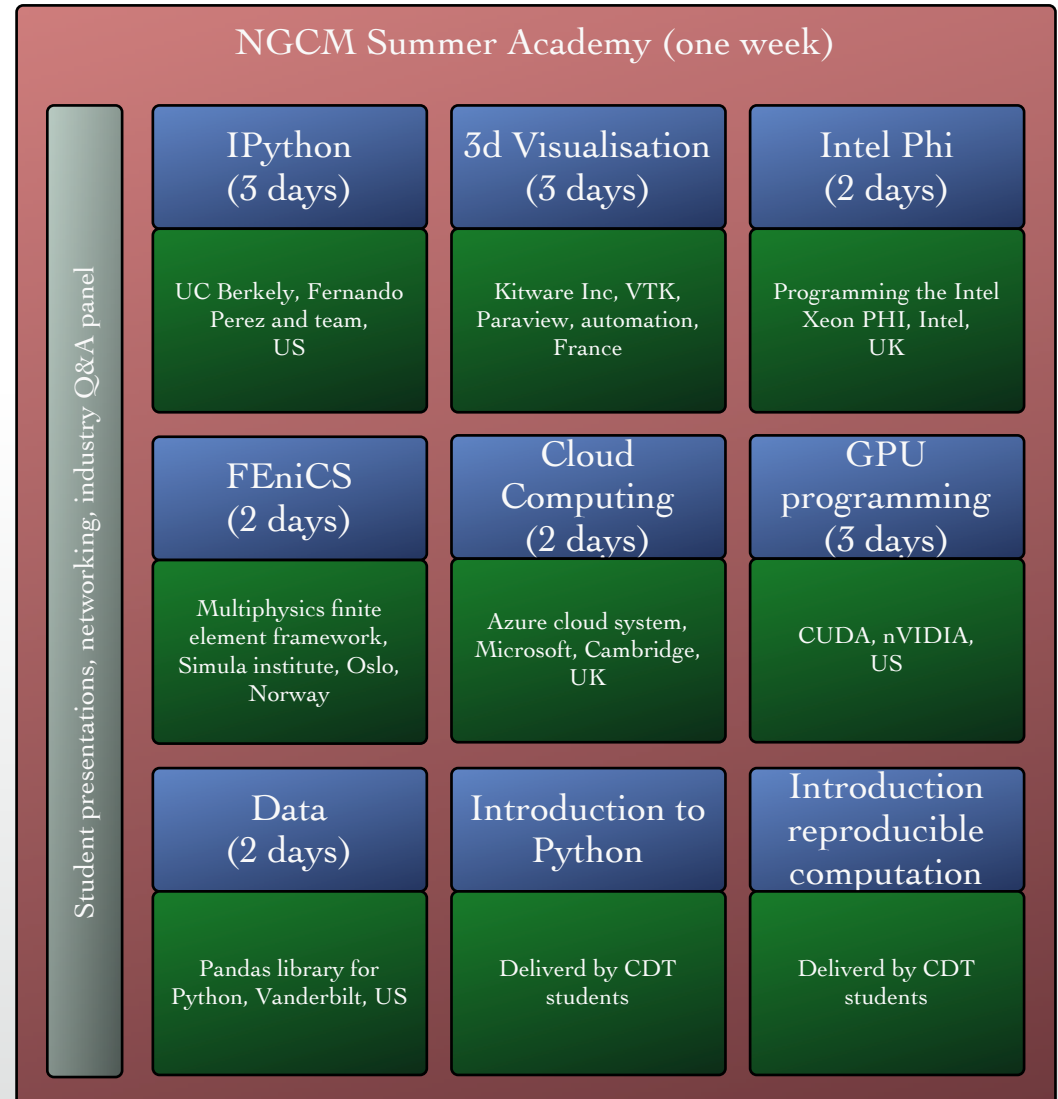 NGCM Summer Academy (one week)
Student presentations, networking, industry Q&A panel
IPython
(3 days)
UC Berkely, Fernando
Perez and team,
US
3d Visualisation
(3 days)
Kitware Inc, VTK,
Paraview, automation,
France
Intel Phi
(2 days)
Programming the Intel
Xeon PHI, Intel,
UK
FEniCS
(2 days)
Multiphysics finite
element framework,
Simula institute, Oslo,
Norway
Cloud
Computing
(2 days)
Azure cloud system,
Microsoft, Cambridge,
UK
GPU
programming
(3 days)
CUDA, nVIDIA,
US
Data
(2 days)
Pandas library for
Python, Vanderbilt, US
Introduction to
Python
Deliverd by CDT
students
Introduction
reproducible
computation
Deliverd by CDT
students